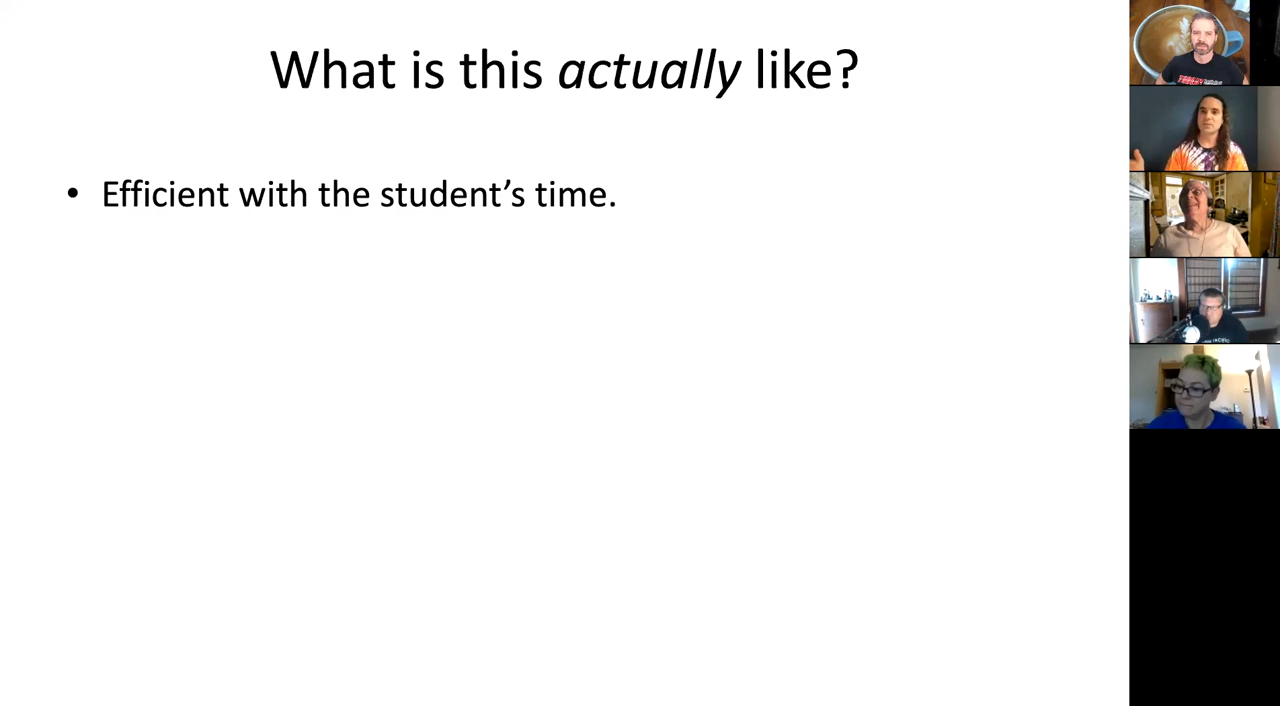 What is this actually like?
• Efficient with the student’s time.